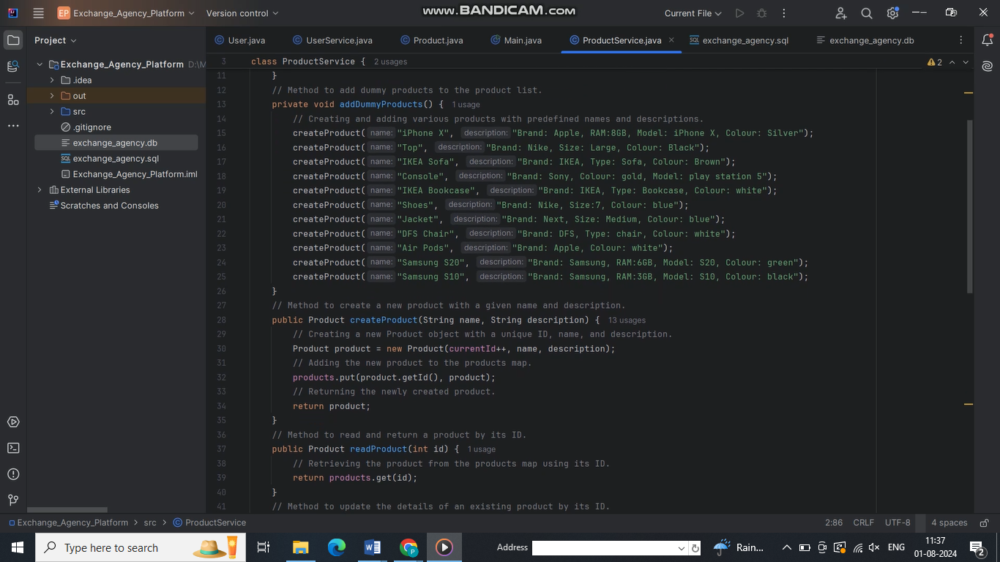 www.BANDICAM.com
EP Exchange_Agency_Platform Version control Current File
Project
User.java UserService.java Product.java Main.java ProductService.java exchange_agency.sql exchange_agency.db
Exchange_Agency_Platform D:\M
.idea
out
src
.gitignore
exchange_agency.db
exchange_agency.sql
Exchange_Agency_Platform.iml
External Libraries
Scratches and Consoles
3 class ProductService { 2 usages
2
11 }
12 // Method to add dummy products to the product list.
13 private void addDummyProducts() { 1 usage
14 // Creating and adding various products with predefined names and descriptions.
15 createProduct( name: "iPhone X", description: "Brand: Apple, RAM:8GB, Model: iPhone X, Colour: Silver");
16 createProduct( name: "Top", description: "Brand: Nike, Size: Large, Colour: Black");
17 createProduct( name: "IKEA Sofa", description: "Brand: IKEA, Type: Sofa, Colour: Brown");
18 createProduct( name: "Console", description: "Brand: Sony, Colour: gold, Model: play station 5");
19 createProduct( name: "IKEA Bookcase", description: "Brand: IKEA, Type: Bookcase, Colour: white");
20 createProduct( name: "Shoes", description: "Brand: Nike, Size:7, Colour: blue");
21 createProduct( name: "Jacket", description: "Brand: Next, Size: Medium, Colour: blue");
22 createProduct( name: "DFS Chair", description: "Brand: DFS, Type: chair, Colour: white");
23 createProduct( name: "Air Pods", description: "Brand: Apple, Colour: white");
24 createProduct( name: "Samsung S20", description: "Brand: Samsung, RAM:6GB, Model: S20, Colour: green");
25 createProduct( name: "Samsung S10", description: "Brand: Samsung, RAM:3GB, Model: S10, Colour: black");
26 }
27 // Method to create a new product with a given name and description.
28 public Product createProduct(String name, String description) { 13 usages
29 // Creating a new Product object with a unique ID, name, and description.
30 Product product = new Product(currentId++, name, description);
31 // Adding the new product to the products map.
32 products.put(product.getId(), product);
33 // Returning the newly created product.
34 return product;
35 }
36 // Method to read and return a product by its ID.
37 public Product readProduct(int id) { 1 usage
38 // Retrieving the product from the products map using its ID.
39 return products.get(id);
40 }
41 // Method to update the details of an existing product by its ID.
Exchange_Agency_Platform > src > ProductService 2:86 CRLF UTF-8 4 spaces
Type here to search Address Rain... ENG 11:37
01-08-2024
2